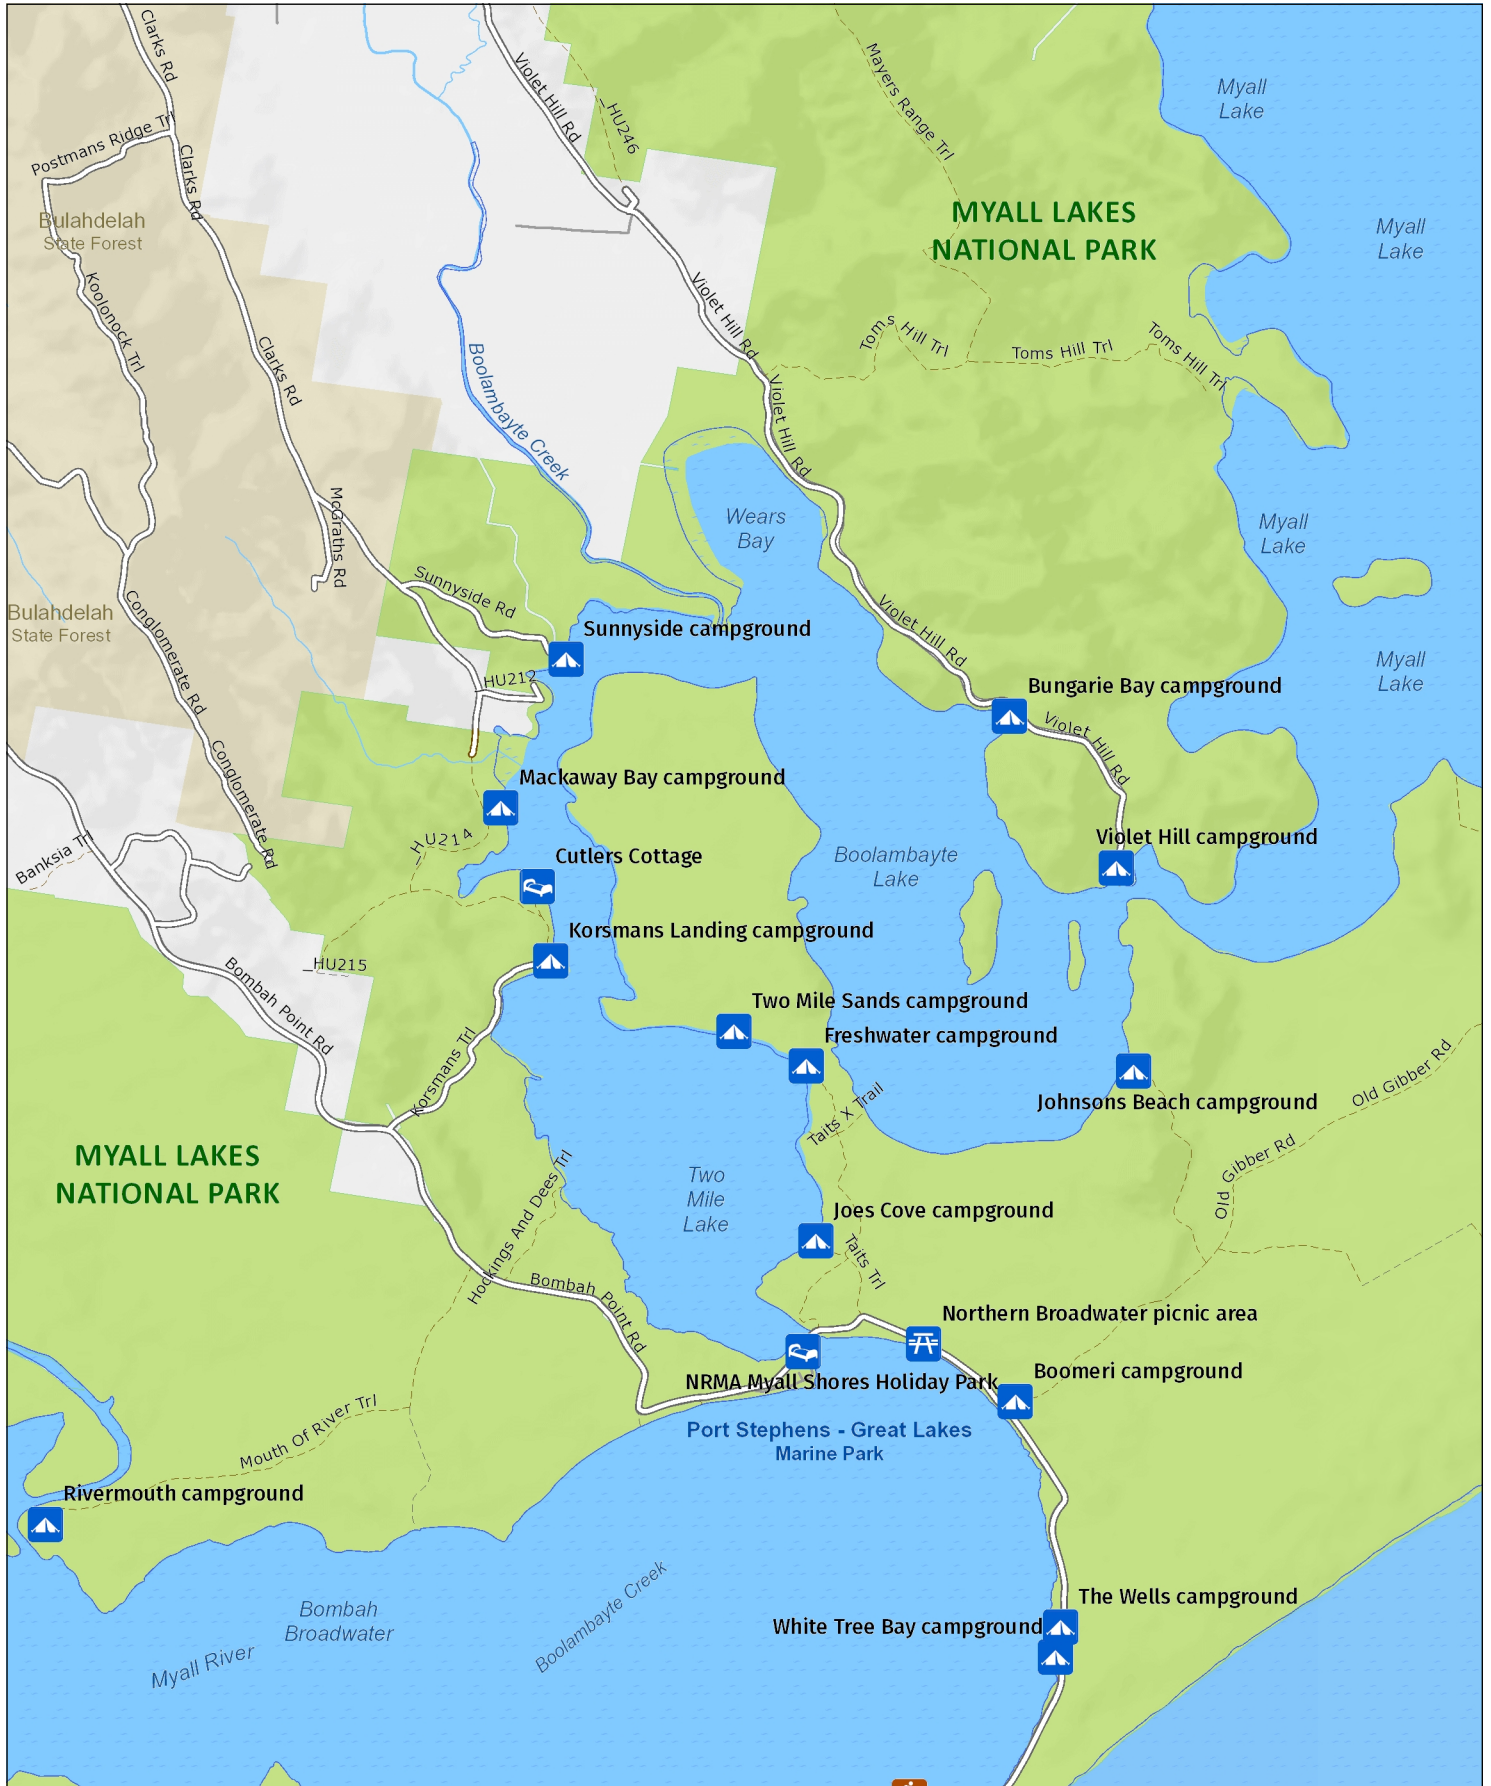 Clarks Rd
Violet Hill Rd
HU246
Mayers Range Trl
Myall
Lake
Postmans Ridge Trl
Clarks Rd
Bulahdelah
State Forest
MYALL LAKES
NATIONAL PARK
Myall
Lake
Koolonock Trl
Violet Hill Rd
Toms Hill Trl
Toms Hill Trl
Toms Hill Trl
Clarks Rd
Boolambayte Creek
Violet Hill Rd
McGraths Rd
Wears
Bay
Myall
Lake
Sunnyside Rd
Bulahdelah
State Forest
Conglomerate Rd
Sunnyside campground
Violet Hill Rd
HU212
Bungarie Bay campground
Myall
Lake
Violet Hill Rd
Conglomerate Rd
Mackaway Bay campground
HU214
Banksia Trl
Cutlers Cottage
Boolambayte
Lake
Violet Hill campground
Korsmans Landing campground
HU215
Bombah Point Rd
Two Mile Sands campground
Freshwater campground
Korsmans Trl
Taits X Trail
Johnsons Beach campground
Old Gibber Rd
MYALL LAKES
NATIONAL PARK
Two
Mile
Lake
Old Gibber Rd
Hockings And Dees Trl
Joes Cove campground
Taits Trl
Bombah Point Rd
Northern Broadwater picnic area
NRMA Myall Shores Holiday Park
Boomeri campground
Mouth Of River Trl
Port Stephens - Great Lakes
Marine Park
Rivermouth campground
Bombah
Broadwater
Boolambayte Creek
Myall River
The Wells campground
White Tree Bay campground